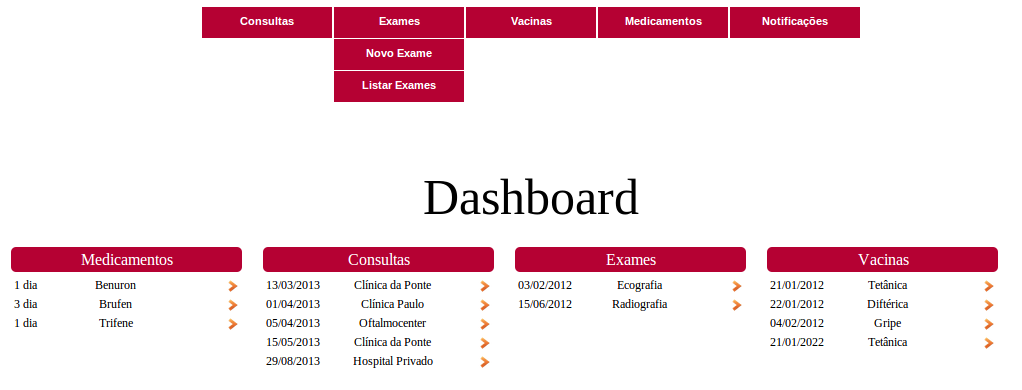 Consultas Exames Vacinas Medicamentos Notificações
Novo Exame
Listar Exames
Dashboard
Medicamentos
1 dia Benuron
3 dia Brufen
1 dia Trifene
Consultas
13/03/2013 Clínica da Ponte
01/04/2013 Clínica Paulo
05/04/2013 Oftalmocenter
15/05/2013 Clínica da Ponte
29/08/2013 Hospital Privado
Exames
03/02/2012 Ecografia
15/06/2012 Radiografia
Vacinas
21/01/2012 Tetânica
22/01/2012 Diftérica
04/02/2012 Gripe
21/01/2022 Tetânica